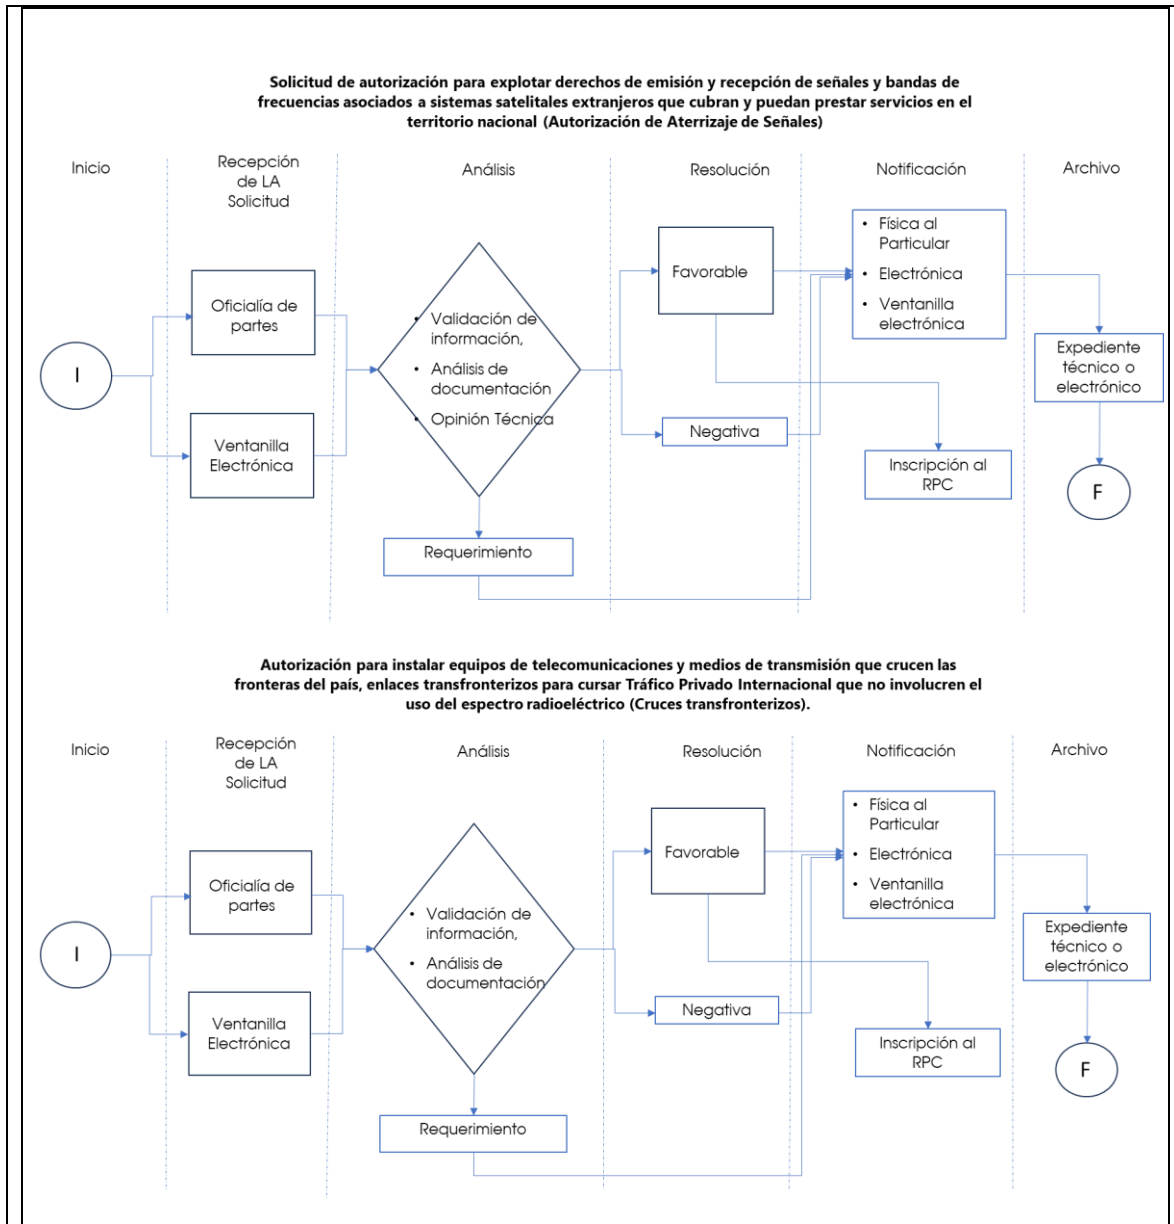 Solicitud de autorización para explotar derechos de emisión y recepción de señales y bandas de
frecuencias asociados a sistemas satelitales extranjeros que cubran y puedan prestar servicios en el
territorio nacional (Autorización de Aterrizaje de Señales)
Inicio
Recepción
de LA
Solicitud
Análisis
Resolución
Notificación
Archivo
I
Oficialía de
partes
Ventanilla
Electrónica
• Validación de
información,
• Análisis de
documentación
• Opinión Técnica
Requerimiento
Favorable
Negativa
• Física al
Particular
• Electrónica
• Ventanilla
electrónica
Inscripción al
RPC
Expediente
técnico o
electrónico
F
Autorización para instalar equipos de telecomunicaciones y medios de transmisión que crucen las
fronteras del país, enlaces transfronterizos para cursar Tráfico Privado Internacional que no involucren el
uso del espectro radioeléctrico (Cruces transfronterizos).
Inicio
Recepción
de LA
Solicitud
Análisis
Resolución
Notificación
Archivo
I
Oficialía de
partes
Ventanilla
Electrónica
• Validación de
información,
• Análisis de
documentación
Requerimiento
Favorable
Negativa
• Física al
Particular
• Electrónica
• Ventanilla
electrónica
Inscripción al
RPC
Expediente
técnico o
electrónico
F